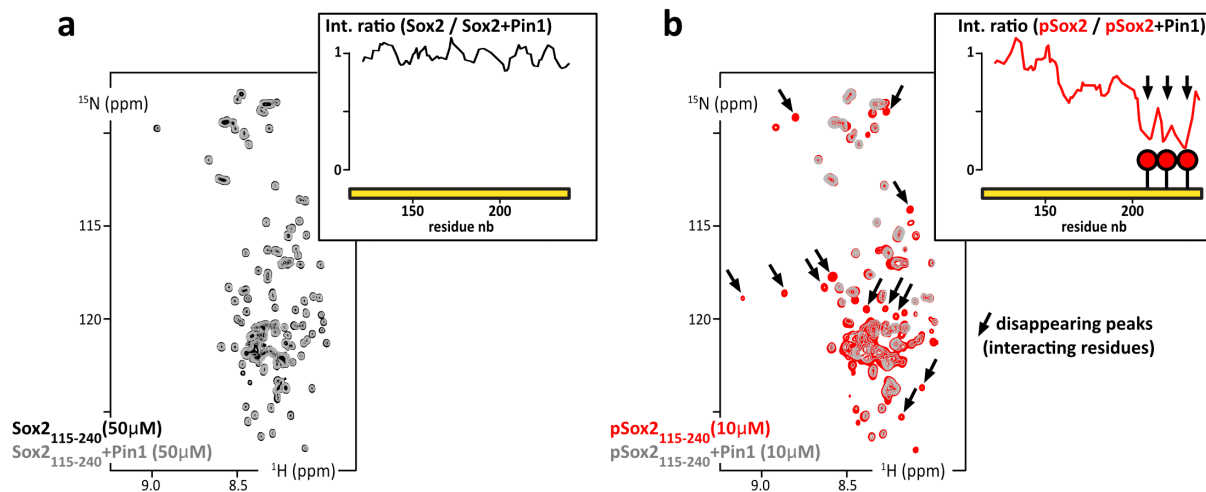 a
Int. ratio (Sox2 / Sox2+Pin1)
1
0
150
200
residue nb
¹⁵N (ppm)
115
120
Sox2₁₁₅₋₂₄₀(50µM)
Sox2₁₁₅₋₂₄₀+Pin1 (50µM)
¹H (ppm)
9.0
8.5
b
Int. ratio (pSox2 / pSox2+Pin1)
1
0
150
200
residue nb
¹⁵N (ppm)
115
120
disappearing peaks
(interacting residues)
pSox2₁₁₅₋₂₄₀(10µM)
pSox2₁₁₅₋₂₄₀+Pin1 (10µM)
¹H (ppm)
9.0
8.5